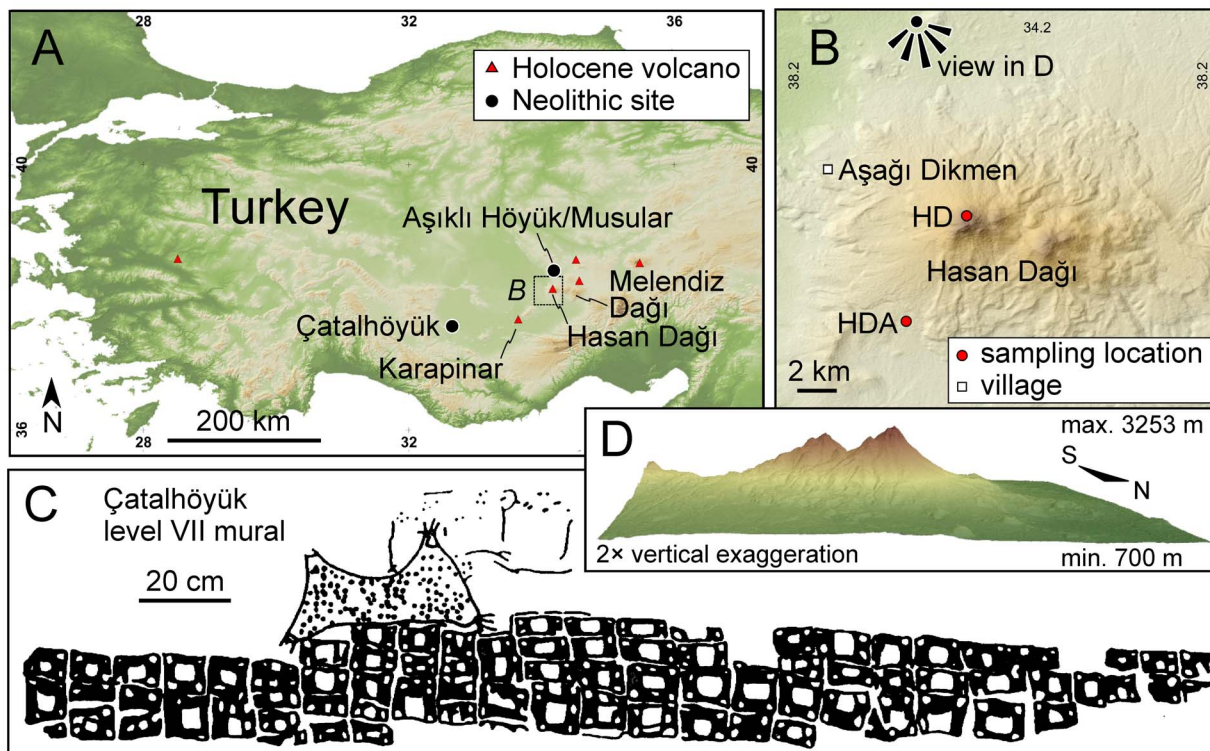 A
28
32
36
40
40
36
28
32
Holocene volcano
Neolithic site
Turkey
Aşıklı Höyük/Musular
B
Melendiz
Dağı
Hasan Dağı
Çatalhöyük
Karapinar
N
200 km
B
34.2
38.2
38.2
view in D
Aşağı Dikmen
HD
Hasan Dağı
HDA
2 km
sampling location
village
C
Çatalhöyük
level VII mural
20 cm
D
max. 3253 m
S
N
2× vertical exaggeration
min. 700 m